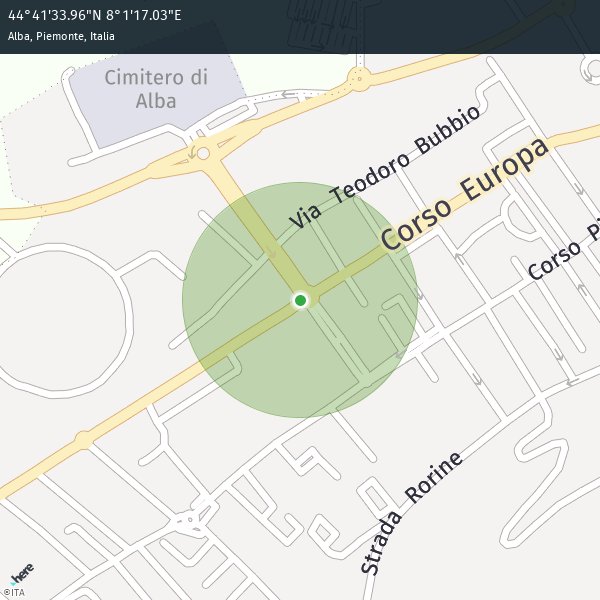 44°41'33.96"N 8°1'17.03"E
Alba, Piemonte, Italia
Cimitero di
Alba
Via Teodoro Bubbio
Corso Europa
Corso Pi
Strada Rorine
here
©ITA